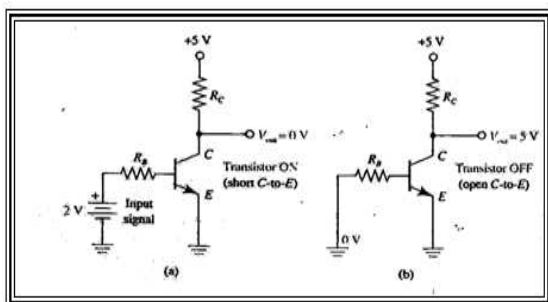 +5 V
R_C
V_out = 0 V
C
Transistor ON
(short C-to-E)
R_B
E
+
2 V
Input
signal
(a)
+5 V
R_C
V_out = 5 V
C
Transistor OFF
(open C-to-E)
R_B
E
0 V
(b)